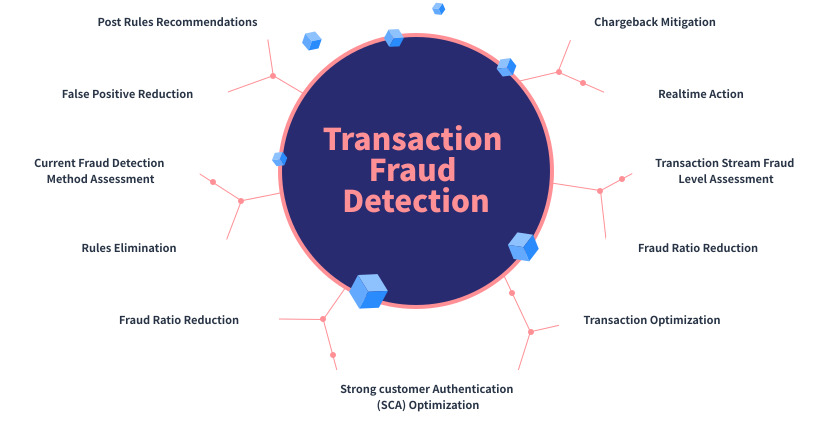 Post Rules Recommendations
Chargeback Mitigation
False Positive Reduction
Realtime Action
Transaction
Fraud
Detection
Current Fraud Detection
Method Assessment
Transaction Stream Fraud
Level Assessment
Rules Elimination
Fraud Ratio Reduction
Fraud Ratio Reduction
Transaction Optimization
Strong customer Authentication
(SCA) Optimization